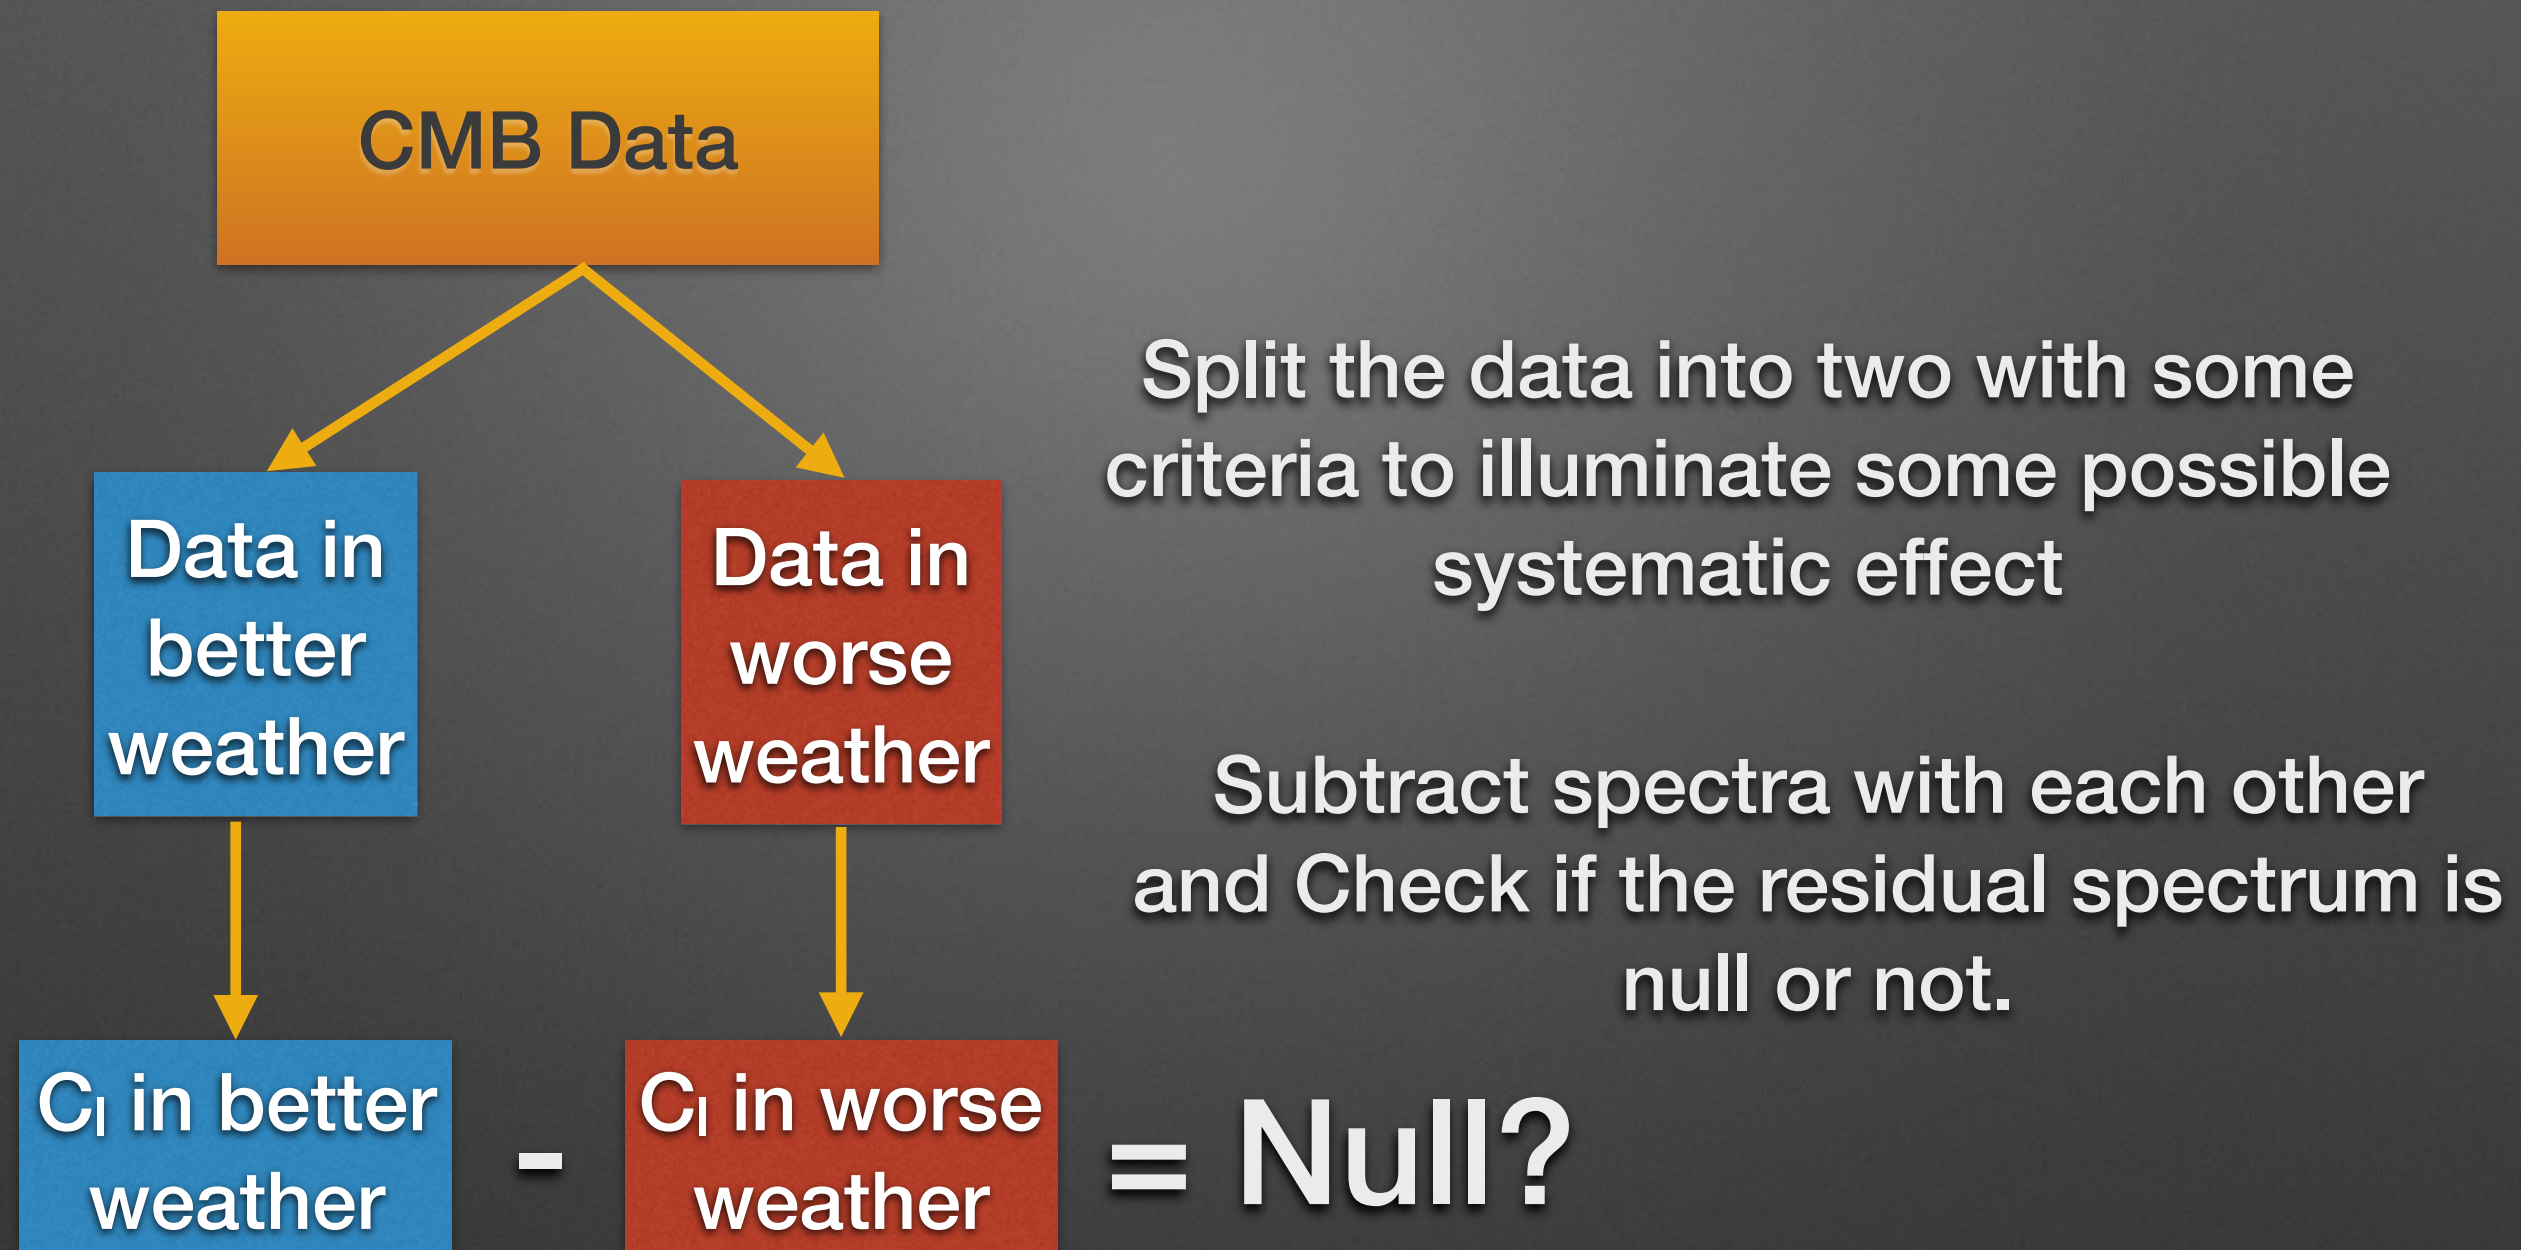 CMB Data
Data in
better
weather
Data in
worse
weather
Split the data into two with some
criteria to illuminate some possible
systematic effect
Subtract spectra with each other
and Check if the residual spectrum is
null or not.
Cl in better
weather
-
Cl in worse
weather
= Null?